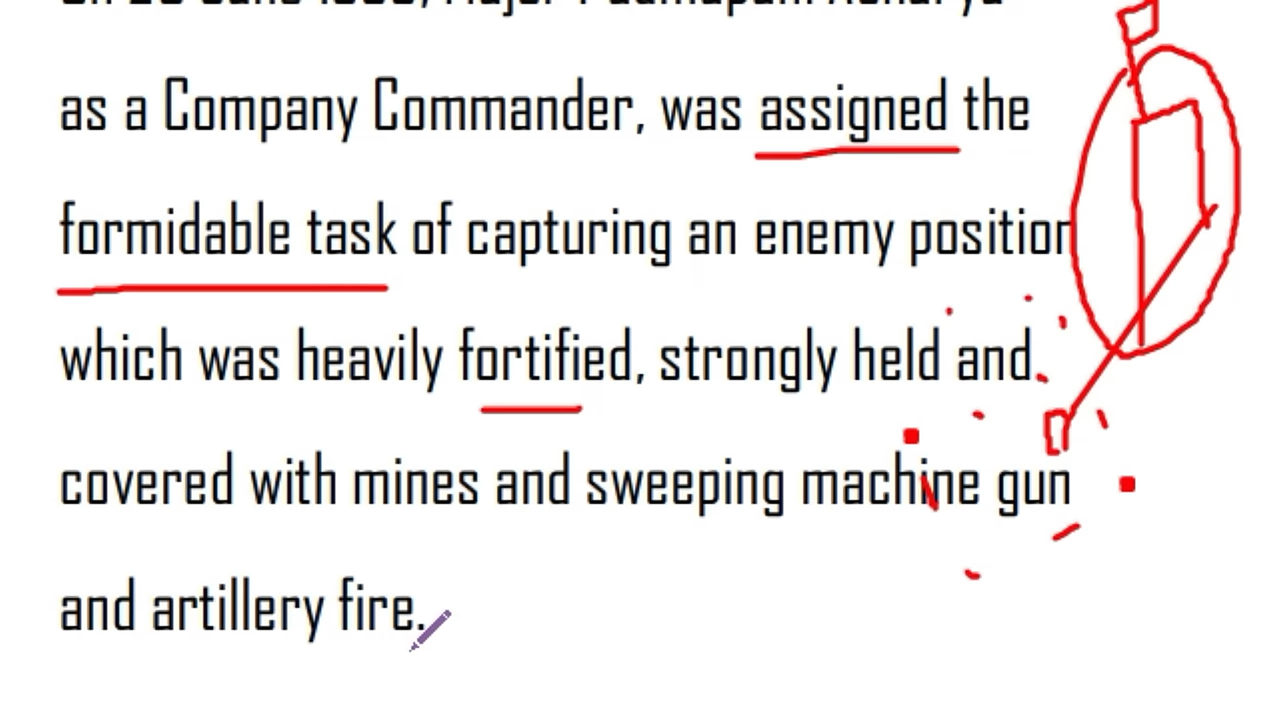 as a Company Commander, was assigned the
formidable task of capturing an enemy position
which was heavily fortified, strongly held and
covered with mines and sweeping machine gun
and artillery fire.